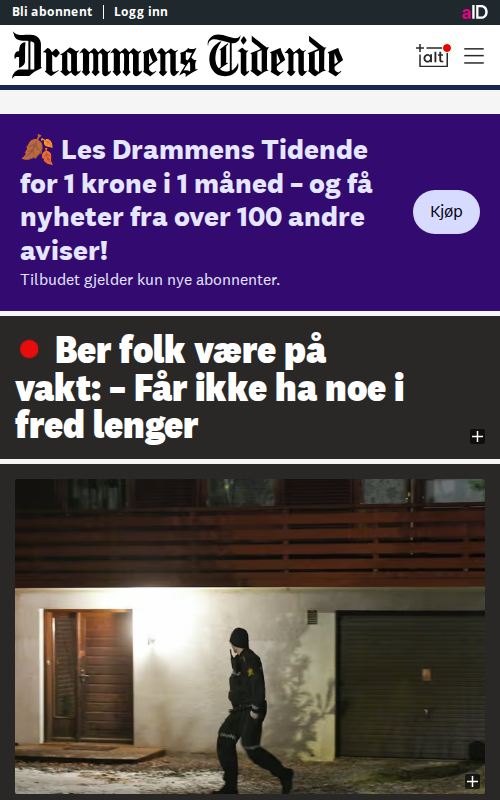 Bli abonnent
Logg inn
aID
Drammens Tidende
+alt
🍂 Les Drammens Tidende
for 1 krone i 1 måned – og få
nyheter fra over 100 andre
aviser!
Tilbudet gjelder kun nye abonnenter.
Kjøp
Ber folk være på
vakt: – Får ikke ha noe i
fred lenger